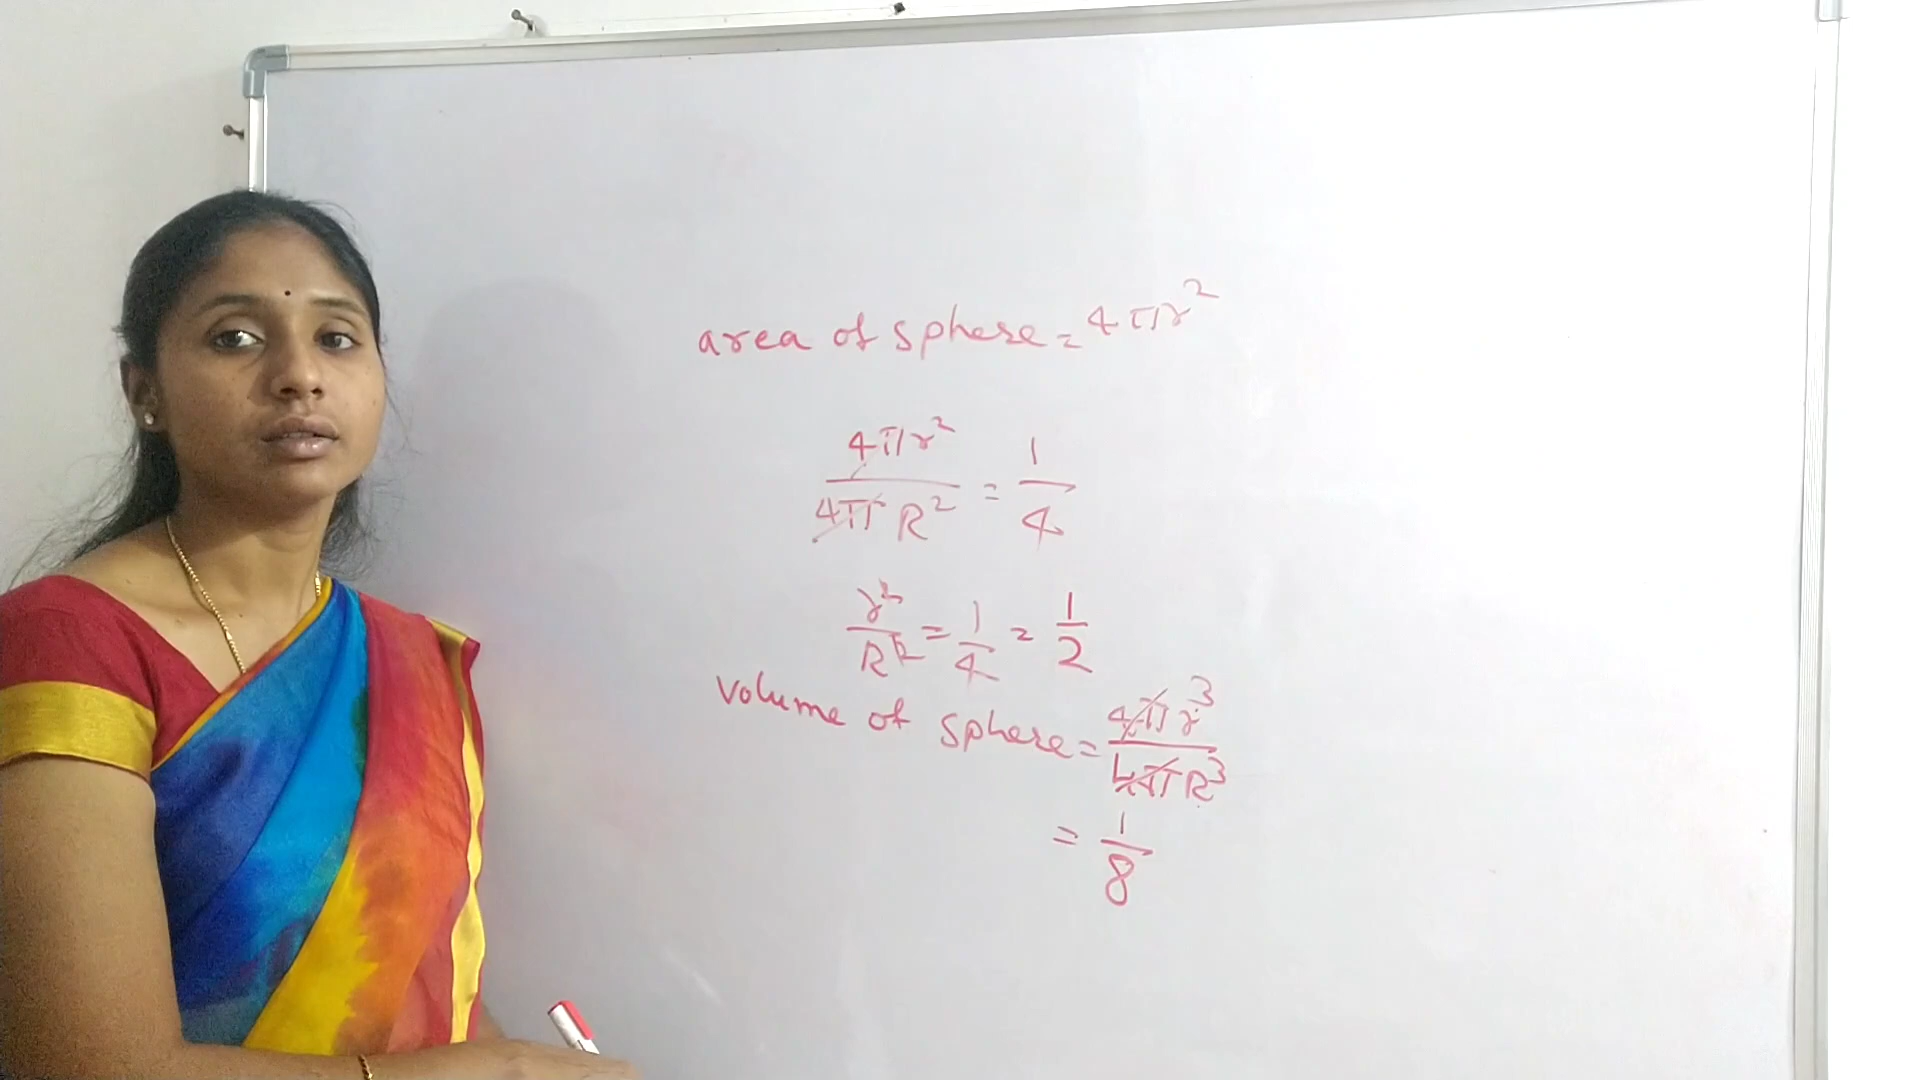 area of sphere = 4πr²
4πr² / 4πR² = 1/4
r² / R² = 1/4 = 1/2
volume of sphere = 4πr³ / 4πR³
= 1/8